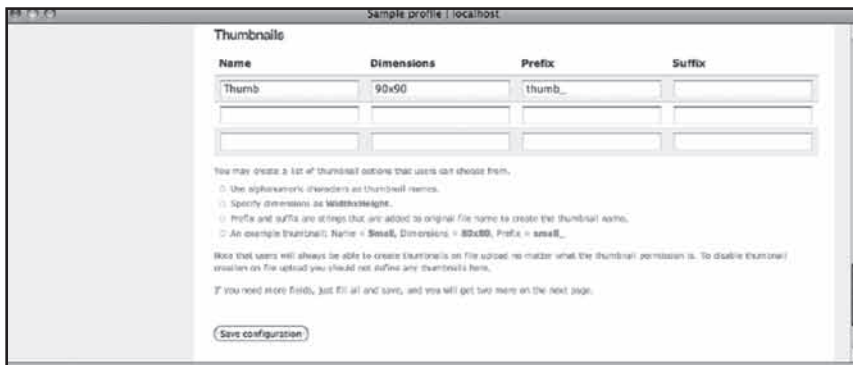 Sample profile | localhost
Thumbnails
Name Dimensions Prefix Suffix
Thumb 90x90 thumb_
You may create a list of thumbnail options that users can choose from.
Use alphanumeric characters as thumbnail names.
Specify dimensions as WidthxHeight.
Prefix and suffix are strings that are added to original file name to create the thumbnail name.
An example thumbnail: Name = Small, Dimensions = 80x80, Prefix = small_
Note that users will always be able to create thumbnails on file upload no matter what the thumbnail permission is. To disable thumbnail
creation on file upload you should not define any thumbnails here.
If you need more fields, just fill all and save, and you will get two more on the next page.
Save configuration